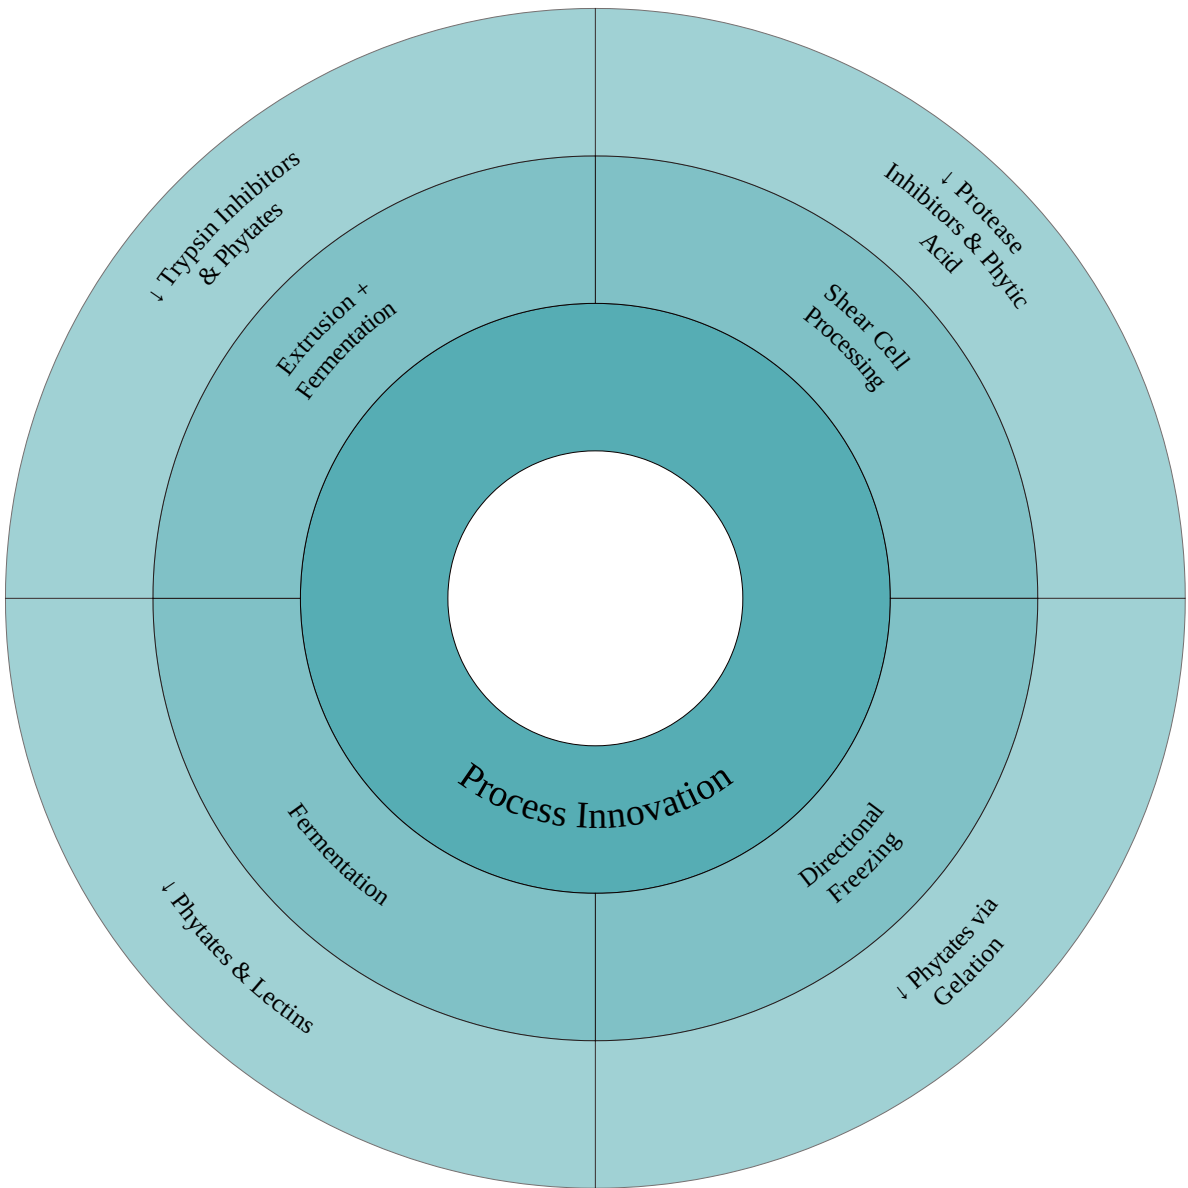 ↓ Trypsin Inhibitors
& Phytates
Extrusion +
Fermentation
↓ Protease
Inhibitors & Phytic
Acid
Shear Cell
Processing
Process Innovation
Fermentation
↓ Phytates & Lectins
Directional
Freezing
↓ Phytates via
Gelation